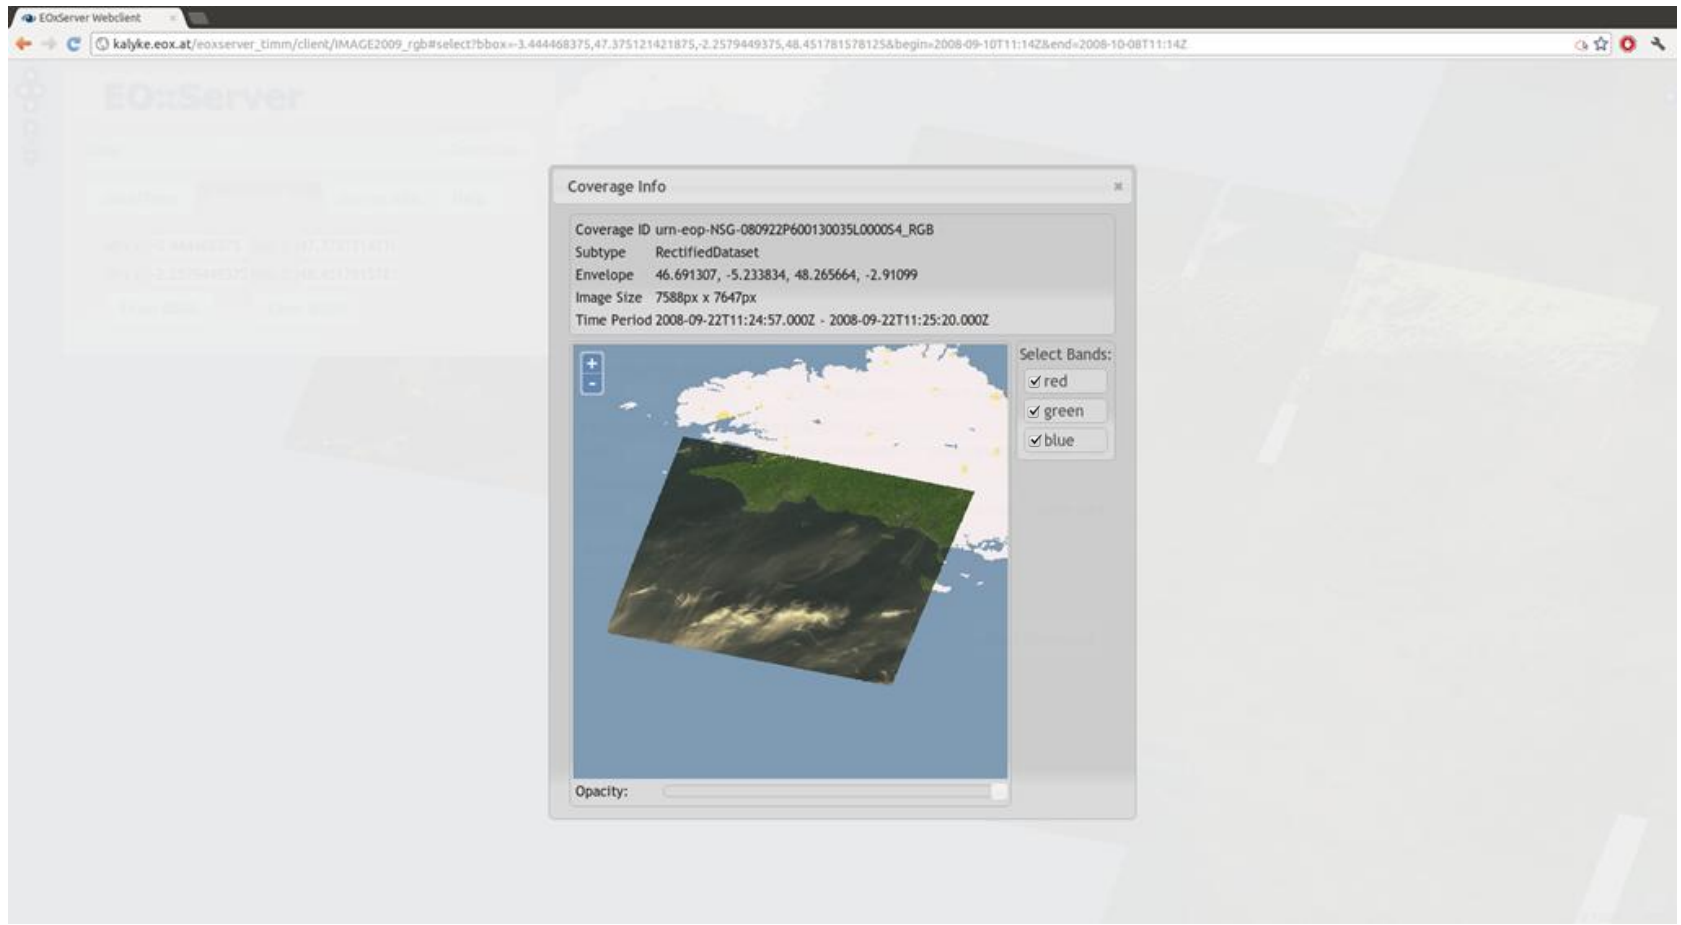 EOxServer Webclient
kalyke.eox.at/eoxserver_timm/client/IMAGE2009_rgb#select?bbox=-3.444468375,47.375121421875,-2.2579449375,48.451781578125&begin=2008-09-10T11:14Z&end=2008-10-08T11:14Z
EO::Server
Coverage Info
Coverage ID urn-eop-NSG-080922P600130035L0000S4_RGB
Subtype RectifiedDataset
Envelope 46.691307, -5.233834, 48.265664, -2.91099
Image Size 7588px x 7647px
Time Period 2008-09-22T11:24:57.000Z - 2008-09-22T11:25:20.000Z
+
-
Select Bands:
red
green
blue
Opacity: